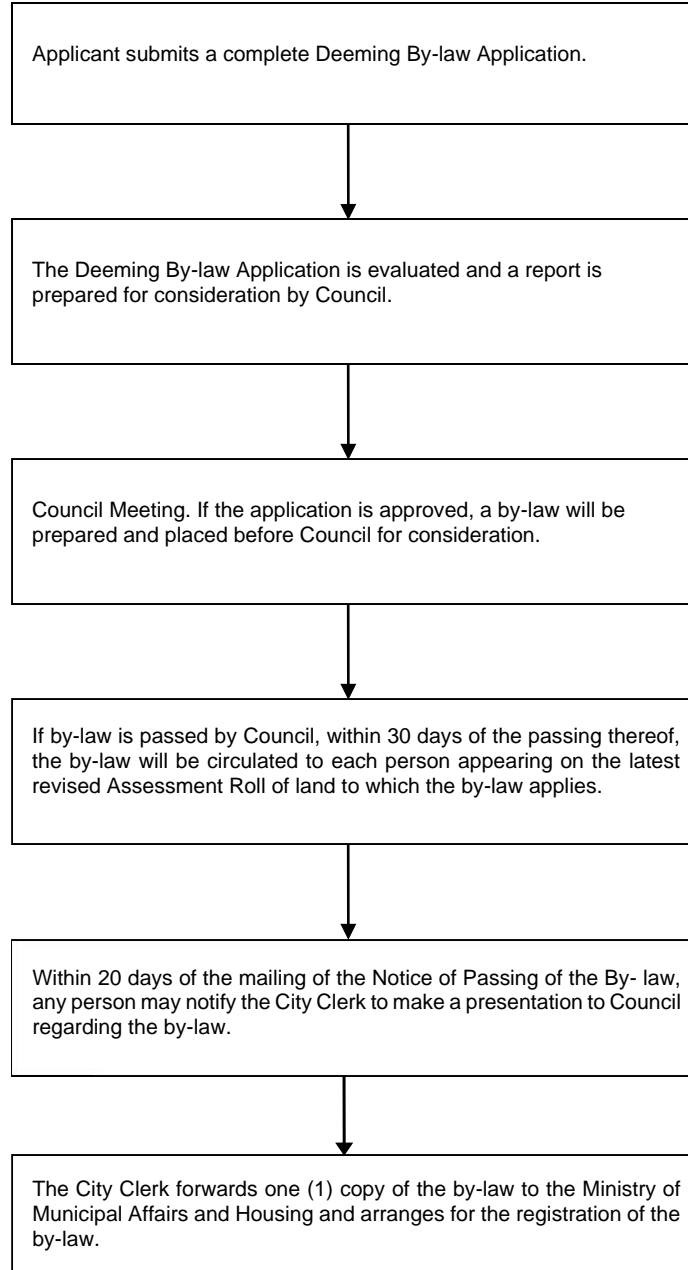 Applicant submits a complete Deeming By-law Application.
The Deeming By-law Application is evaluated and a report is
prepared for consideration by Council.
Council Meeting. If the application is approved, a by-law will be
prepared and placed before Council for consideration.
If by-law is passed by Council, within 30 days of the passing thereof,
the by-law will be circulated to each person appearing on the latest
revised Assessment Roll of land to which the by-law applies.
Within 20 days of the mailing of the Notice of Passing of the By- law,
any person may notify the City Clerk to make a presentation to Council
regarding the by-law.
The City Clerk forwards one (1) copy of the by-law to the Ministry of
Municipal Affairs and Housing and arranges for the registration of the
by-law.